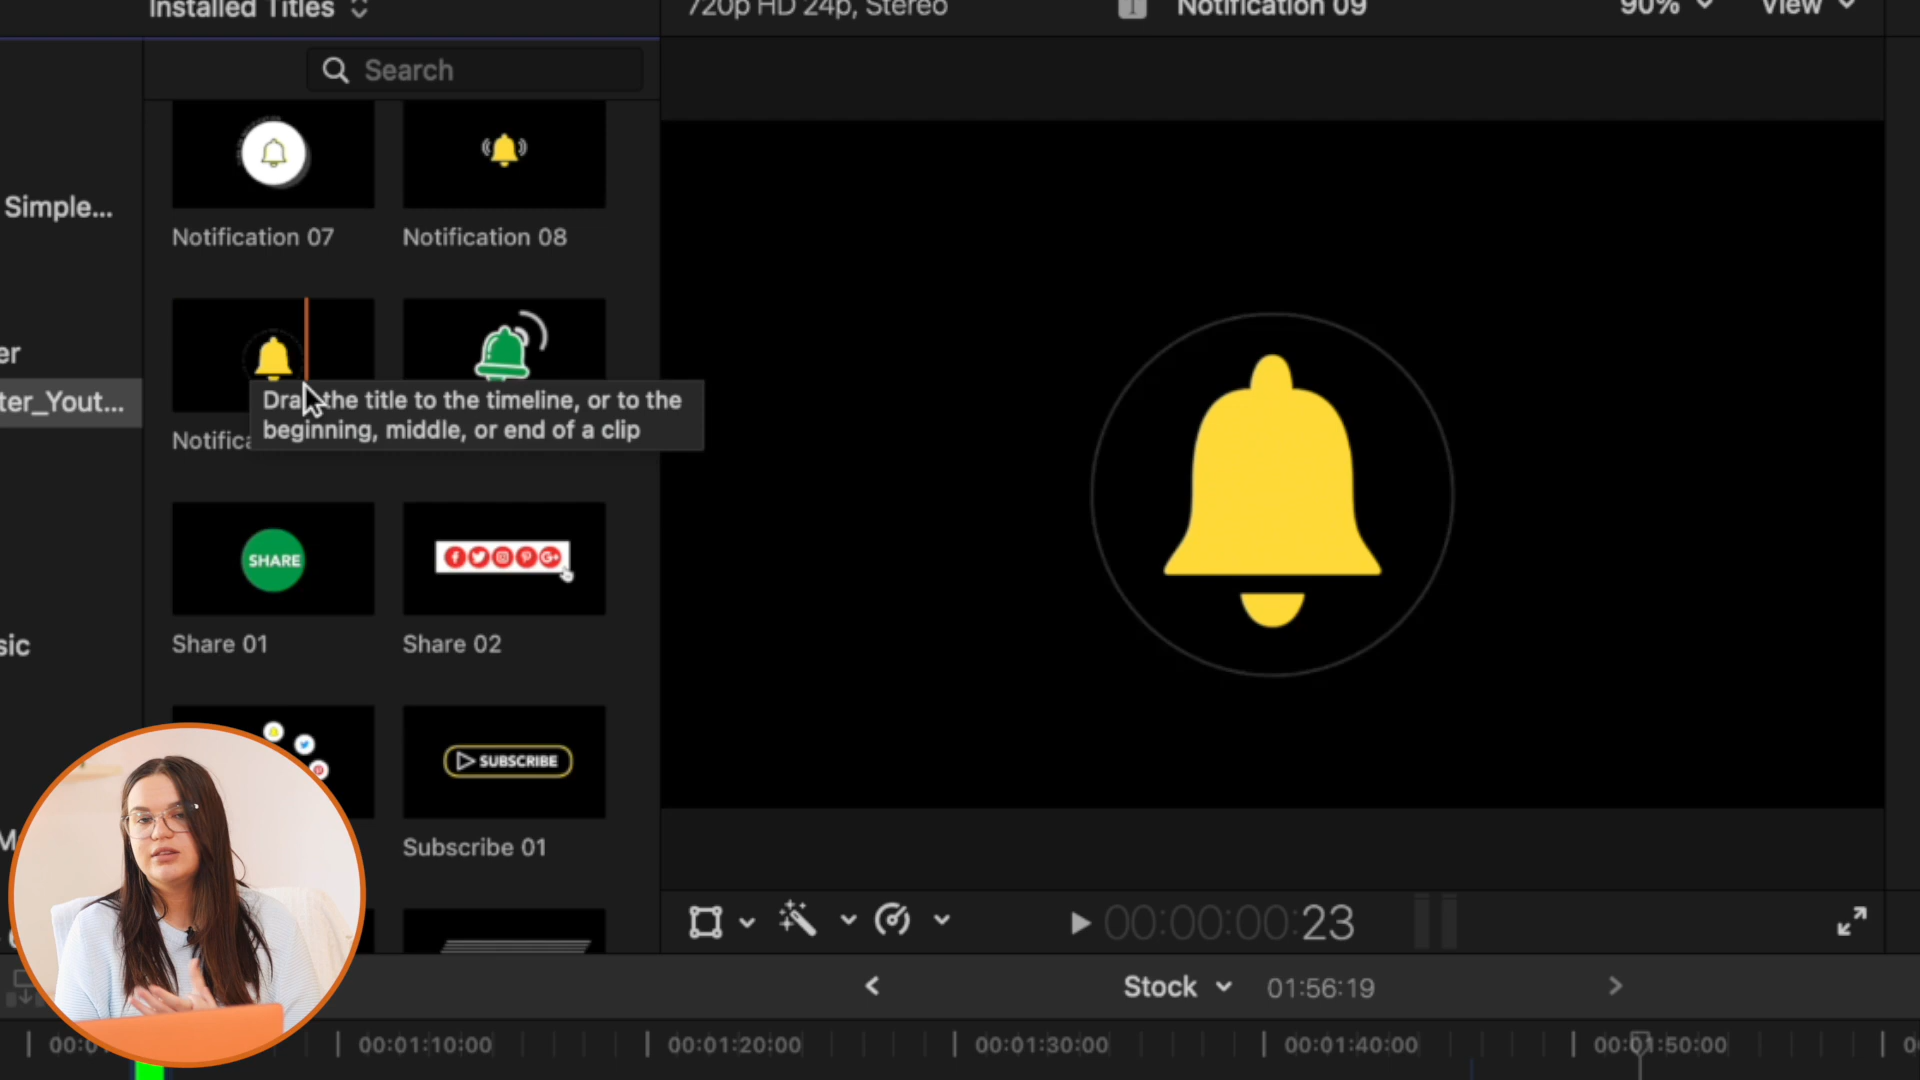 Installed Titles
720p HD 24p, Stereo
Notification 09
90%
View
Search
Simple...
er
ter_Yout...
sic
Notification 07
Notification 08
Drag the title to the timeline, or to the
beginning, middle, or end of a clip
Notifica
SHARE
Share 01
Share 02
SUBSCRIBE
Subscribe 01
00:00:00:23
Stock
01:56:19
00:01:10:00
00:01:20:00
00:01:30:00
00:01:40:00
00:01:50:00